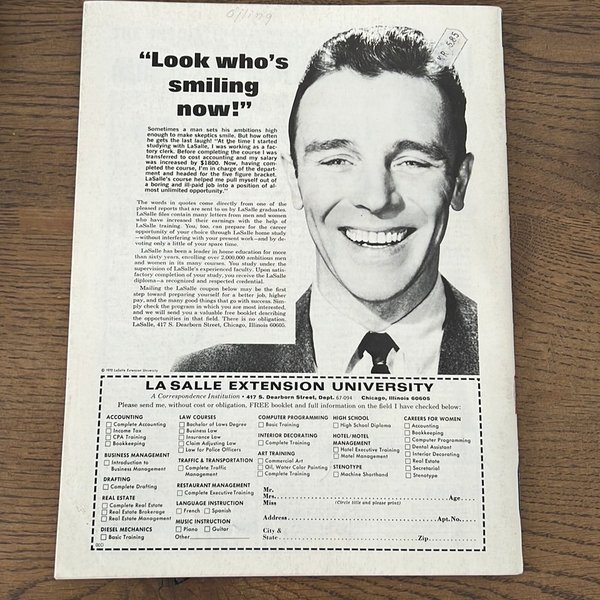 offing
V.P. 585
“Look who’s
smiling
now!”
Sometimes a man sets his ambitions high
enough to make skeptics smile. But how often
he gets the last laugh! "At the time I started
studying with LaSalle, I was working as a fac-
tory clerk. Before completing the course I was
transferred to cost accounting and my salary
was increased by $1800. Now, having com-
pleted the course, I'm in charge of the depart-
ment and headed for the five figure bracket.
LaSalle's course helped me pull myself out of
a boring and ill-paid job into a position of al-
most unlimited opportunity."
The words in quotes come directly from one of the
pleased reports that are sent to us by LaSalle graduates.
LaSalle files contain many letters from men and women
who have increased their earnings with the help of
LaSalle training. You, too, can prepare for the career
opportunity of your choice through LaSalle home study
—without interfering with your present work—and by de-
voting only a little of your spare time.
LaSalle has been a leader in home education for more
than sixty years, enrolling over 2,000,000 ambitious men
and women in its many courses. You study under the
supervision of LaSalle's experienced faculty. Upon satis-
factory completion of your study, you receive the LaSalle
diploma—a recognized and respected credential.
Mailing the LaSalle coupon below may be the first
step toward preparing yourself for a better job, higher
pay, and the many good things that go with success. Sim-
ply check the program in which you are most interested,
and we will send you a valuable free booklet describing
the opportunities in that field. There is no obligation.
LaSalle, 417 S. Dearborn Street, Chicago, Illinois 60605.
© 1970 LaSalle Extension University
LA SALLE EXTENSION UNIVERSITY
A Correspondence Institution • 417 S. Dearborn Street, Dept. 67-094 Chicago, Illinois 60605
Please send me, without cost or obligation, FREE booklet and full information on the field I have checked below:
ACCOUNTING
Complete Accounting
Income Tax
CPA Training
Bookkeeping
BUSINESS MANAGEMENT
Introduction to
Business Management
DRAFTING
Complete Drafting
REAL ESTATE
Complete Real Estate
Real Estate Brokerage
Real Estate Management
DIESEL MECHANICS
Basic Training
LAW COURSES
Bachelor of Laws Degree
Business Law
Insurance Law
Claim Adjusting Law
Law for Police Officers
TRAFFIC & TRANSPORTATION
Complete Traffic
Management
RESTAURANT MANAGEMENT
Complete Executive Training
LANGUAGE INSTRUCTION
French Spanish
MUSIC INSTRUCTION
Piano Guitar
Other
COMPUTER PROGRAMMING
Basic Training
INTERIOR DECORATING
Complete Training
ART TRAINING
Commercial Art
Oil, Water Color Painting
Complete Training
HIGH SCHOOL
High School Diploma
HOTEL/MOTEL
MANAGEMENT
Hotel Executive Training
Motel Management
STENOTYPE
Machine Shorthand
CAREERS FOR WOMEN
Accounting
Bookkeeping
Computer Programming
Dental Assistant
Interior Decorating
Real Estate
Secretarial
Stenotype
Mr.
Mrs. Age
Miss (Circle title and please print)
Address Apt.No.
City &
State Zip